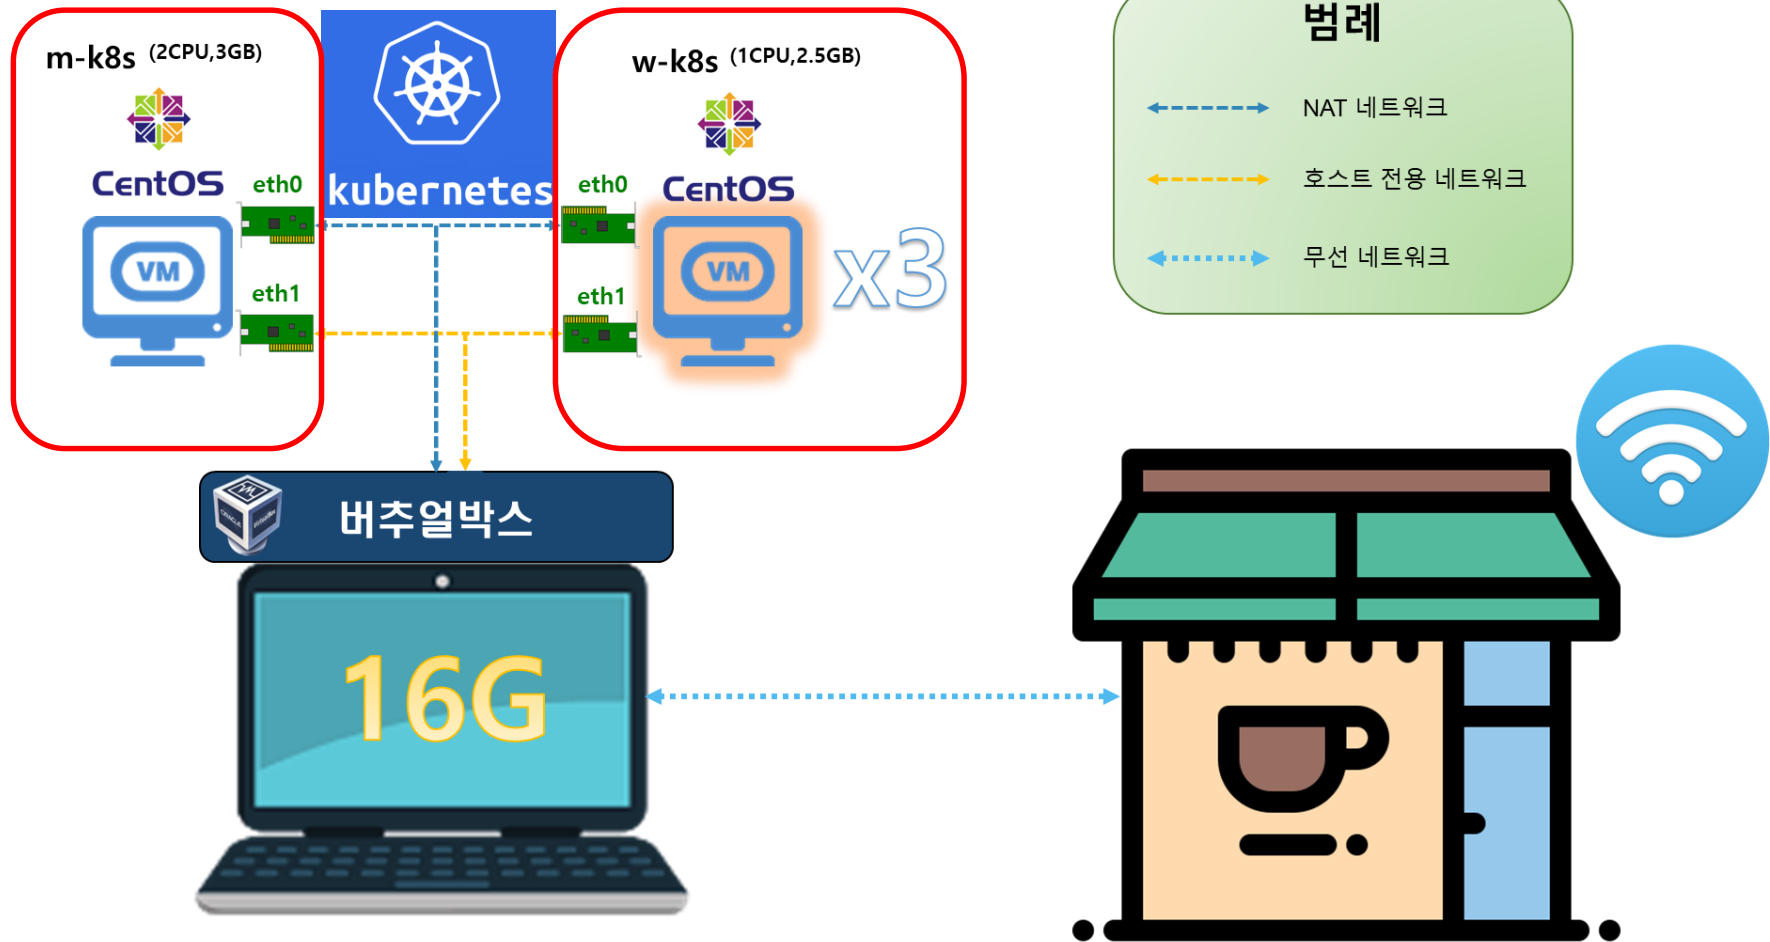 m-k8s (2CPU,3GB)
CentOS
eth0
VM
eth1
kubernetes
w-k8s (1CPU,2.5GB)
CentOS
eth0
VM
eth1
x3
범례
NAT 네트워크
호스트 전용 네트워크
무선 네트워크
버추얼박스
16G